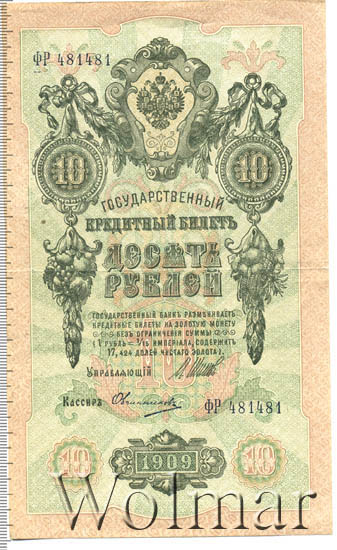 ФР 481481
10 10
ГОСУДАРСТВЕННЫЙ
КРЕДИТНЫЙ БИЛЕТЪ
ДЕСЯТЬ
РУБЛЕЙ
ГОСУДАРСТВЕННЫЙ БАНКЪ РАЗМѢНИВАЕТЪ
КРЕДИТНЫЕ БИЛЕТЫ НА ЗОЛОТУЮ МОНЕТУ
БЕЗЪ ОГРАНИЧЕНІЯ СУММЫ
(1 РУБЛЬ = 1/15 ИМПЕРІАЛА, СОДЕРЖИТЪ
17,424 ДОЛЕЙ ЧИСТАГО ЗОЛОТА).
10
Управляющій
Кассиръ
ФР 481481
10 1909 10
Wolmar